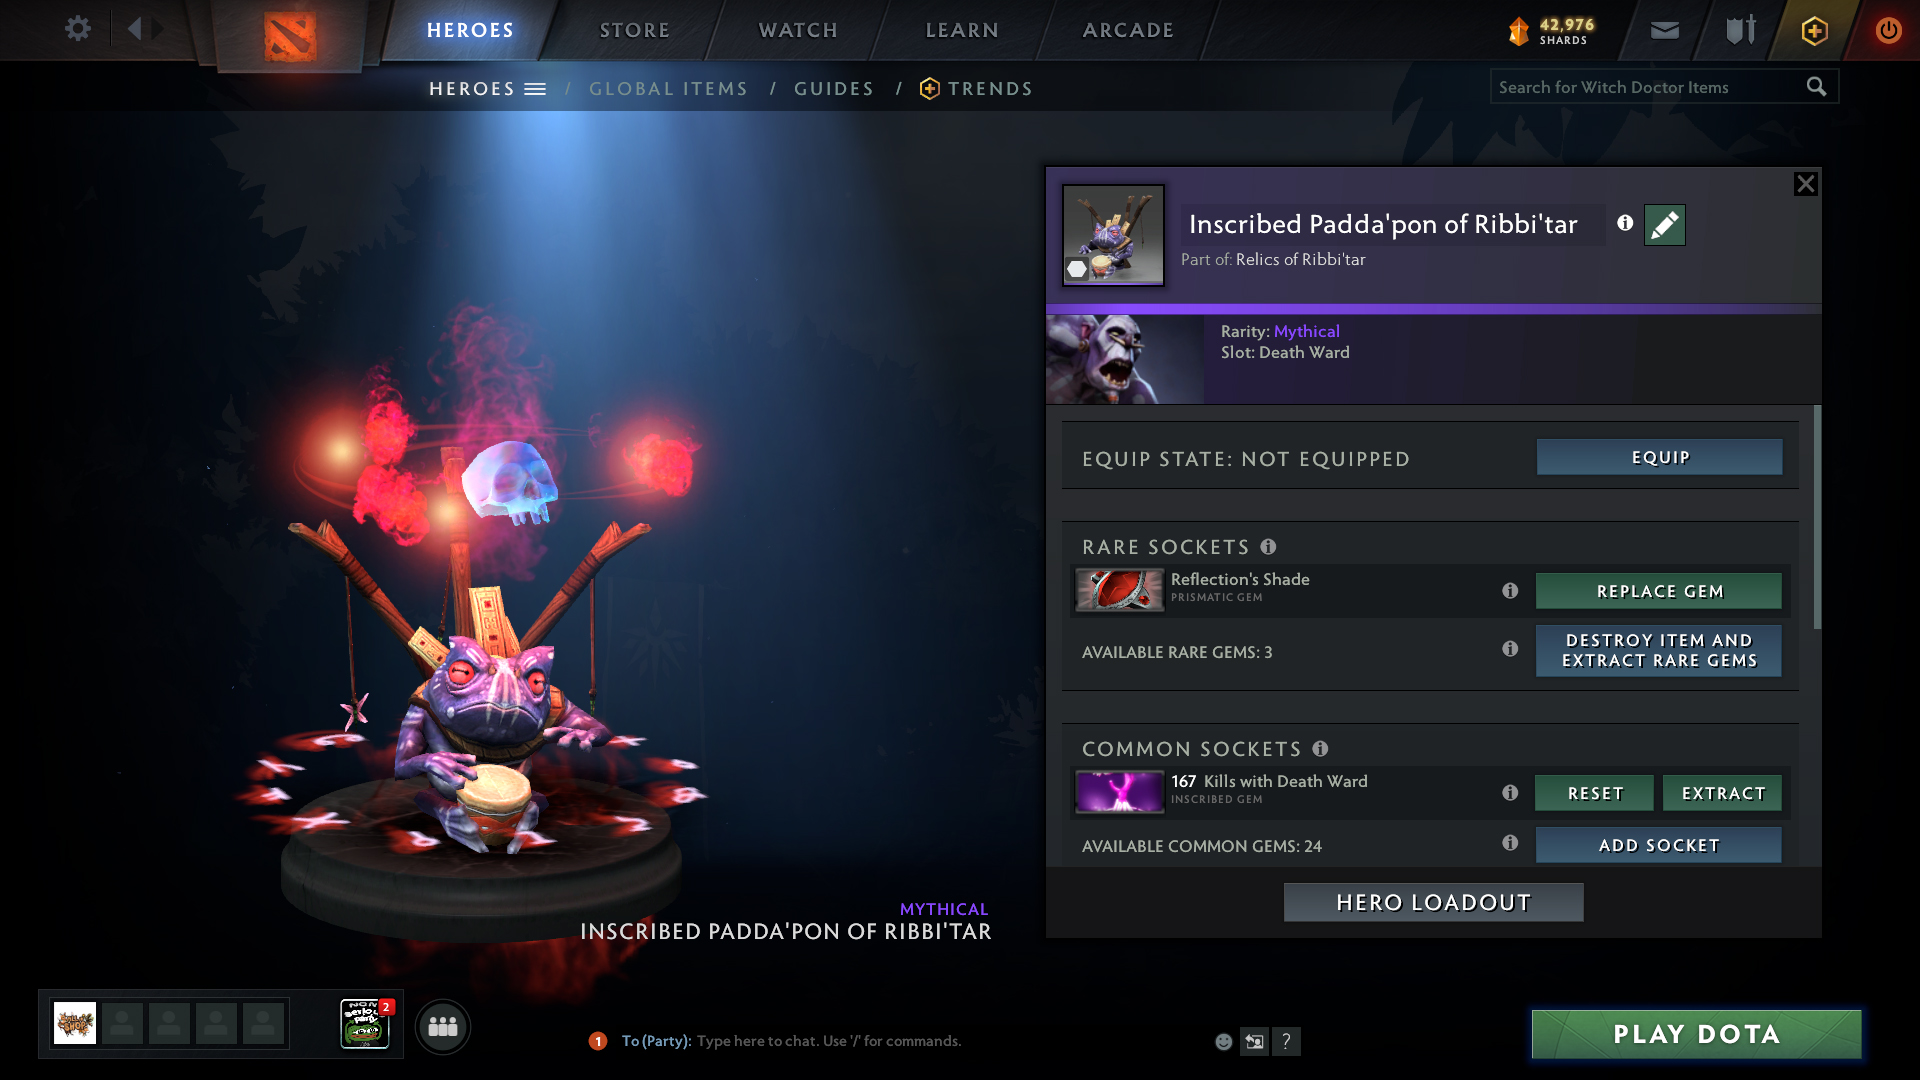 HEROES
STORE
WATCH
LEARN
ARCADE
42,976
SHARDS
HEROES / GLOBAL ITEMS / GUIDES / TRENDS
Search for Witch Doctor Items
Inscribed Padda'pon of Ribbi'tar
Part of: Relics of Ribbi'tar
Rarity: Mythical
Slot: Death Ward
EQUIP STATE: NOT EQUIPPED
EQUIP
RARE SOCKETS
Reflection's Shade
PRISMATIC GEM
REPLACE GEM
AVAILABLE RARE GEMS: 3
DESTROY ITEM AND
EXTRACT RARE GEMS
COMMON SOCKETS
167 Kills with Death Ward
INSCRIBED GEM
RESET
EXTRACT
AVAILABLE COMMON GEMS: 24
ADD SOCKET
HERO LOADOUT
MYTHICAL
INSCRIBED PADDA'PON OF RIBBI'TAR
2
1
To (Party): Type here to chat. Use '/' for commands.
?
PLAY DOTA